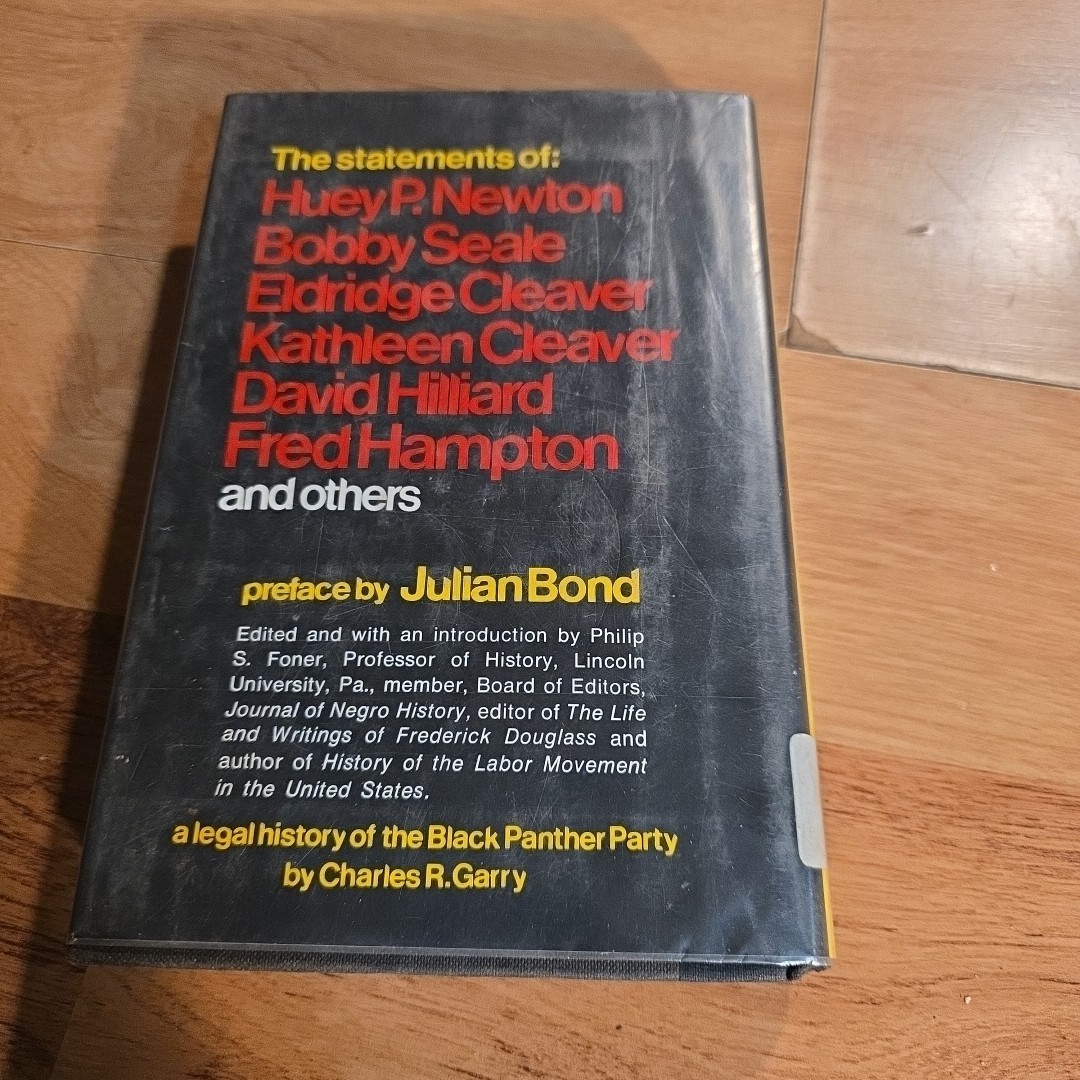 The statements of:
Huey P. Newton
Bobby Seale
Eldridge Cleaver
Kathleen Cleaver
David Hilliard
Fred Hampton
and others
preface by Julian Bond
Edited and with an introduction by Philip
S. Foner, Professor of History, Lincoln
University, Pa., member, Board of Editors,
Journal of Negro History, editor of The Life
and Writings of Frederick Douglass and
author of History of the Labor Movement
in the United States.
a legal history of the Black Panther Party
by Charles R. Garry